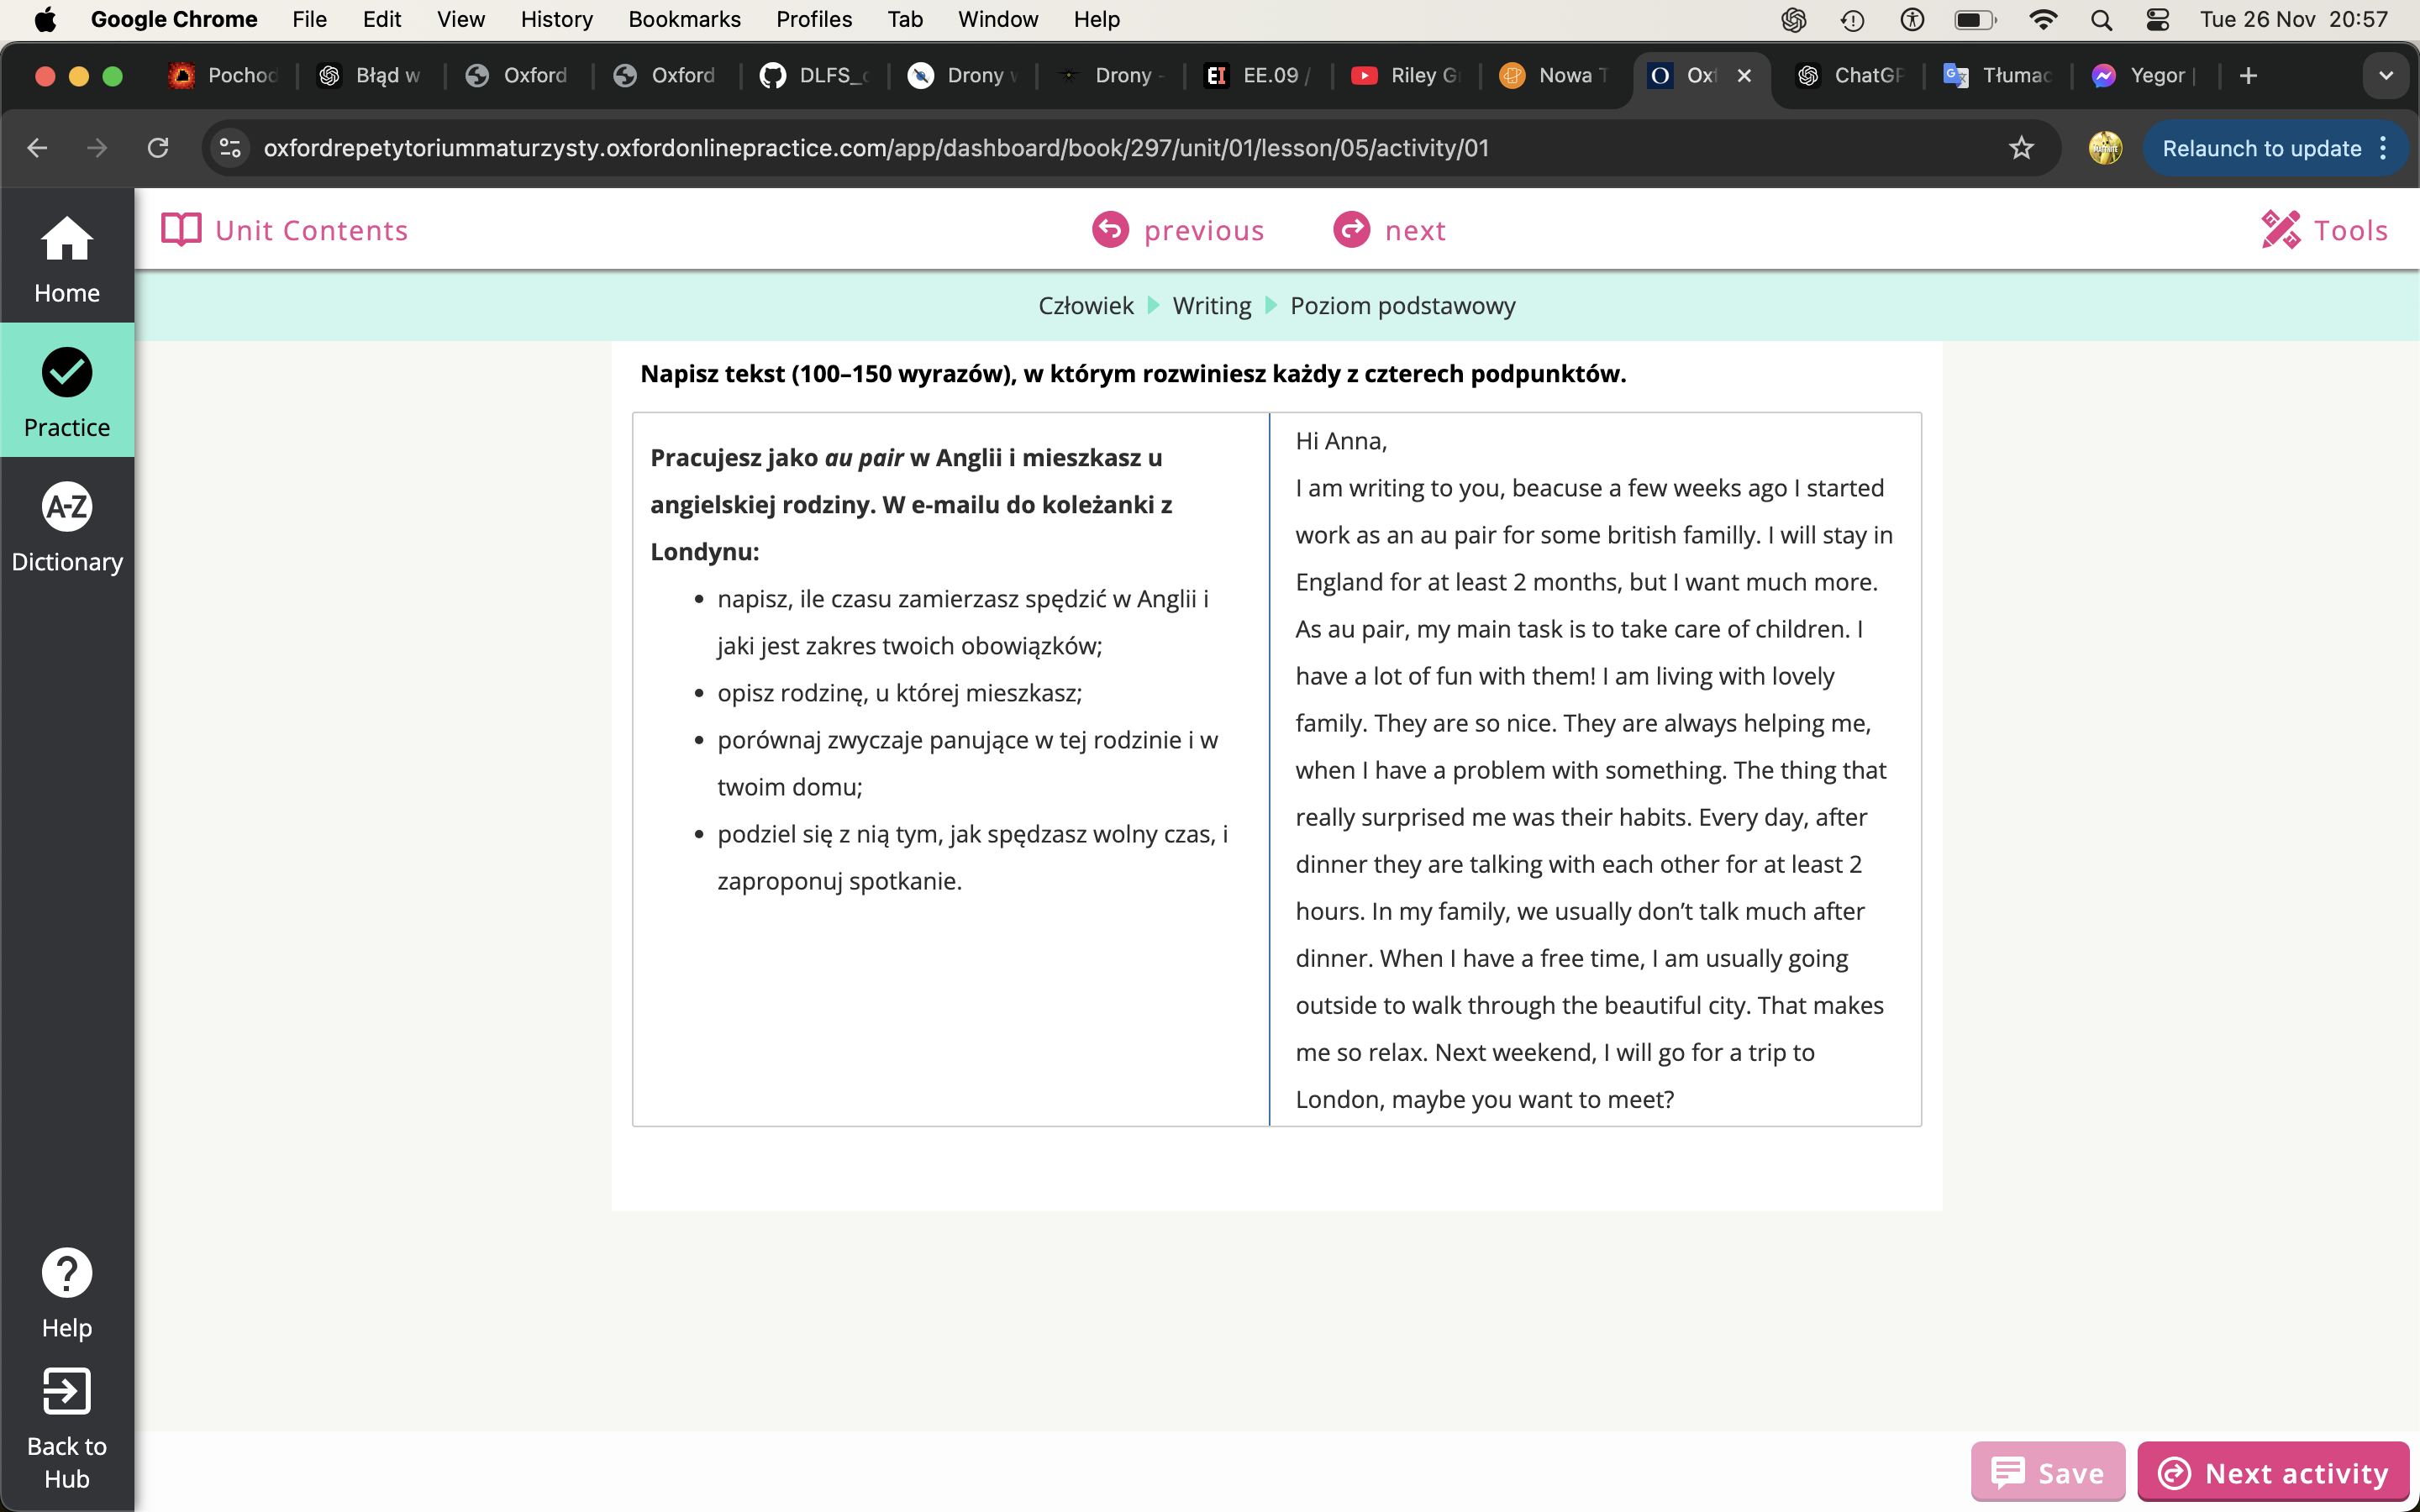 Google Chrome File Edit View History Bookmarks Profiles Tab Window Help Tue 26 Nov 20:57
Pochod Błąd w Oxford Oxford DLFS_ Drony Drony - EE.09 / Riley G Nowa T Ox ChatGP Tłumac Yegor |
oxfordrepetytoriummaturzysty.oxfordonlinepractice.com/app/dashboard/book/297/unit/01/lesson/05/activity/01
Relaunch to update
Home
Practice
A-Z
Dictionary
Help
Back to
Hub
Unit Contents
previous
next
Tools
Człowiek Writing Poziom podstawowy
Napisz tekst (100–150 wyrazów), w którym rozwiniesz każdy z czterech podpunktów.
Pracujesz jako au pair w Anglii i mieszkasz u
angielskiej rodziny. W e-mailu do koleżanki z
Londynu:
• napisz, ile czasu zamierzasz spędzić w Anglii i
jaki jest zakres twoich obowiązków;
• opisz rodzinę, u której mieszkasz;
• porównaj zwyczaje panujące w tej rodzinie i w
twoim domu;
• podziel się z nią tym, jak spędzasz wolny czas, i
zaproponuj spotkanie.
Hi Anna,
I am writing to you, beacuse a few weeks ago I started
work as an au pair for some british familly. I will stay in
England for at least 2 months, but I want much more.
As au pair, my main task is to take care of children. I
have a lot of fun with them! I am living with lovely
family. They are so nice. They are always helping me,
when I have a problem with something. The thing that
really surprised me was their habits. Every day, after
dinner they are talking with each other for at least 2
hours. In my family, we usually don’t talk much after
dinner. When I have a free time, I am usually going
outside to walk through the beautiful city. That makes
me so relax. Next weekend, I will go for a trip to
London, maybe you want to meet?
Save
Next activity